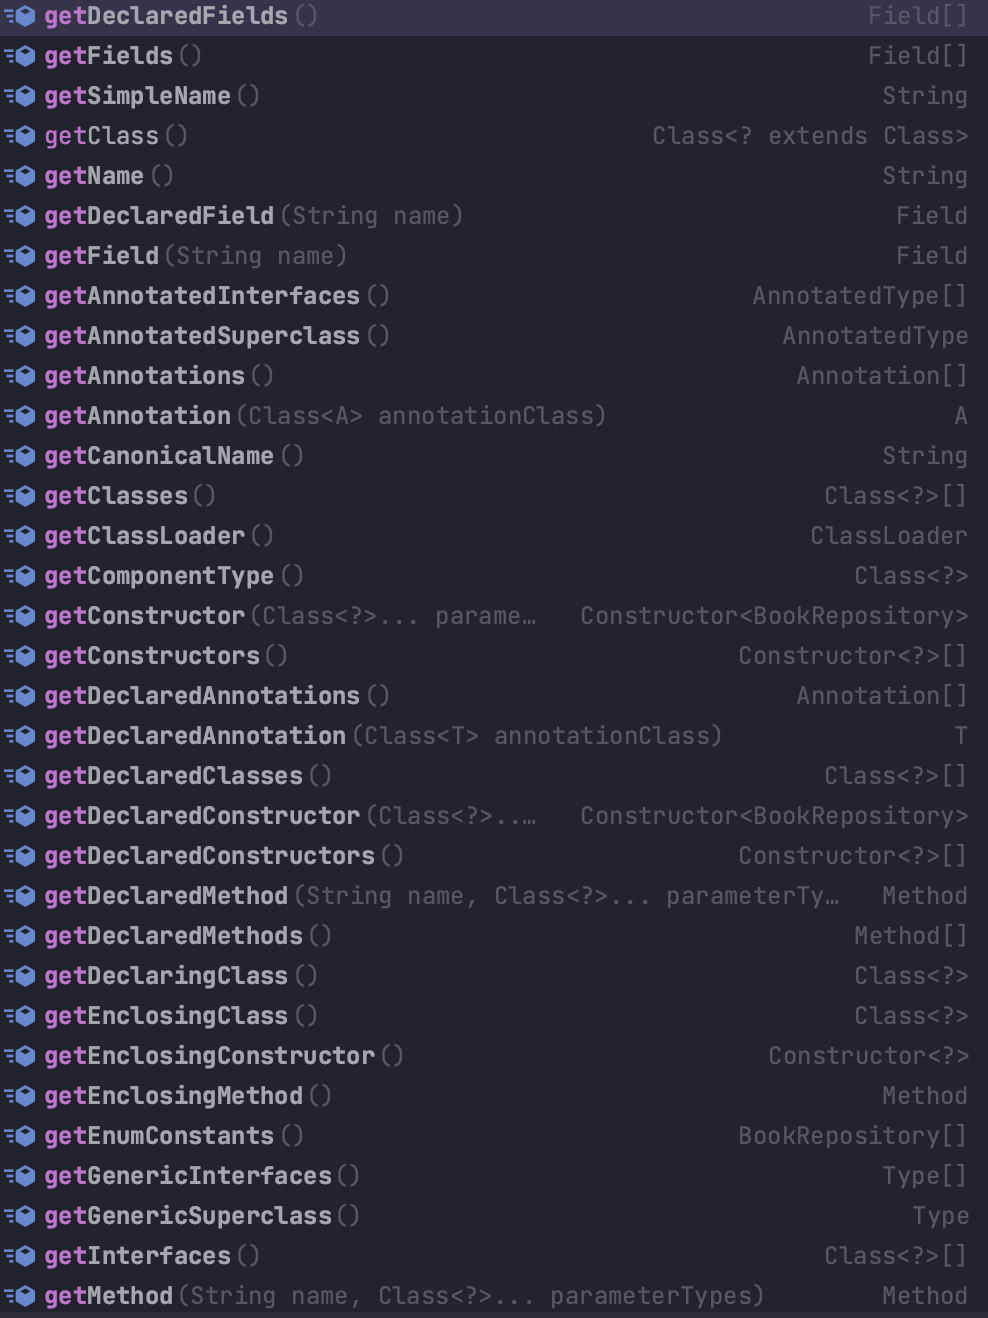 getDeclaredFields() Field[]
getFields() Field[]
getSimpleName() String
getClass() Class<? extends Class>
getName() String
getDeclaredField(String name) Field
getField(String name) Field
getAnnotatedInterfaces() AnnotatedType[]
getAnnotatedSuperclass() AnnotatedType
getAnnotations() Annotation[]
getAnnotation(Class<A> annotationClass) A
getCanonicalName() String
getClasses() Class<?>[]
getClassLoader() ClassLoader
getComponentType() Class<?>
getConstructor(Class<?>... parame… Constructor<BookRepository>
getConstructors() Constructor<?>[]
getDeclaredAnnotations() Annotation[]
getDeclaredAnnotation(Class<T> annotationClass) T
getDeclaredClasses() Class<?>[]
getDeclaredConstructor(Class<?>..… Constructor<BookRepository>
getDeclaredConstructors() Constructor<?>[]
getDeclaredMethod(String name, Class<?>... parameterTy… Method
getDeclaredMethods() Method[]
getDeclaringClass() Class<?>
getEnclosingClass() Class<?>
getEnclosingConstructor() Constructor<?>
getEnclosingMethod() Method
getEnumConstants() BookRepository[]
getGenericInterfaces() Type[]
getGenericSuperclass() Type
getInterfaces() Class<?>[]
getMethod(String name, Class<?>... parameterTypes) Method